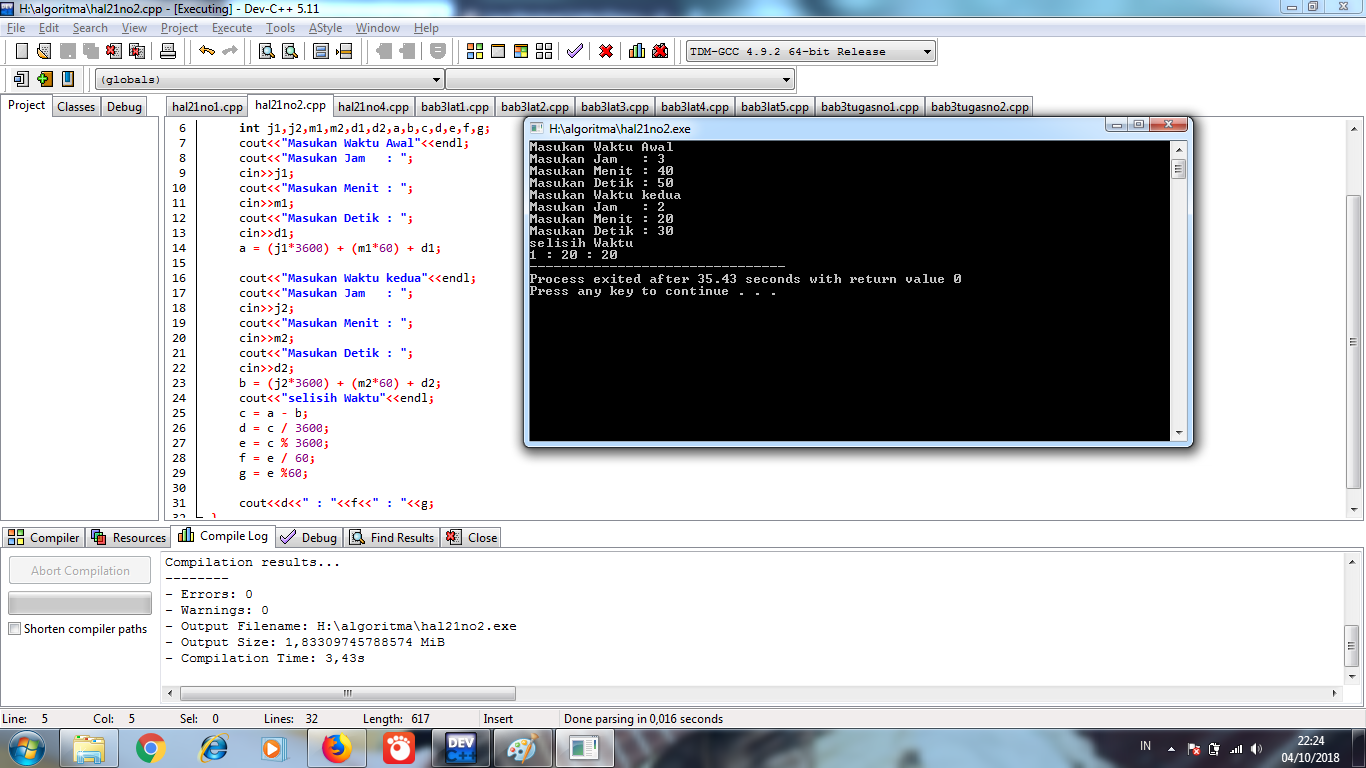 H:\algoritma\hal21no2.cpp - [Executing] - Dev-C++ 5.11
File Edit Search View Project Execute Tools AStyle Window Help
TDM-GCC 4.9.2 64-bit Release
(globals)
Project Classes Debug
hal21no1.cpp hal21no2.cpp hal21no4.cpp bab3lat1.cpp bab3lat2.cpp bab3lat3.cpp bab3lat4.cpp bab3lat5.cpp bab3tugasno1.cpp bab3tugasno2.cpp
6 int j1,j2,m1,m2,d1,d2,a,b,c,d,e,f,g;
7 cout<<"Masukan Waktu Awal"<<endl;
8 cout<<"Masukan Jam   : ";
9 cin>>j1;
10 cout<<"Masukan Menit : ";
11 cin>>m1;
12 cout<<"Masukan Detik : ";
13 cin>>d1;
14 a = (j1*3600) + (m1*60) + d1;
15
16 cout<<"Masukan Waktu kedua"<<endl;
17 cout<<"Masukan Jam   : ";
18 cin>>j2;
19 cout<<"Masukan Menit : ";
20 cin>>m2;
21 cout<<"Masukan Detik : ";
22 cin>>d2;
23 b = (j2*3600) + (m2*60) + d2;
24 cout<<"selisih Waktu"<<endl;
25 c = a - b;
26 d = c / 3600;
27 e = c % 3600;
28 f = e / 60;
29 g = e %60;
30
31 cout<<d<<" : "<<f<<" : "<<g;
32 }
H:\algoritma\hal21no2.exe
Masukan Waktu Awal
Masukan Jam   : 3
Masukan Menit : 40
Masukan Detik : 50
Masukan Waktu kedua
Masukan Jam   : 2
Masukan Menit : 20
Masukan Detik : 30
selisih Waktu
1 : 20 : 20
--------------------------------
Process exited after 35.43 seconds with return value 0
Press any key to continue . . .
Compiler Resources Compile Log Debug Find Results Close
Abort Compilation
Shorten compiler paths
Compilation results...
--------
- Errors: 0
- Warnings: 0
- Output Filename: H:\algoritma\hal21no2.exe
- Output Size: 1,83309745788574 MiB
- Compilation Time: 3,43s
Line: 5 Col: 5 Sel: 0 Lines: 32 Length: 617 Insert Done parsing in 0,016 seconds
DEV C++
IN
22:24
04/10/2018